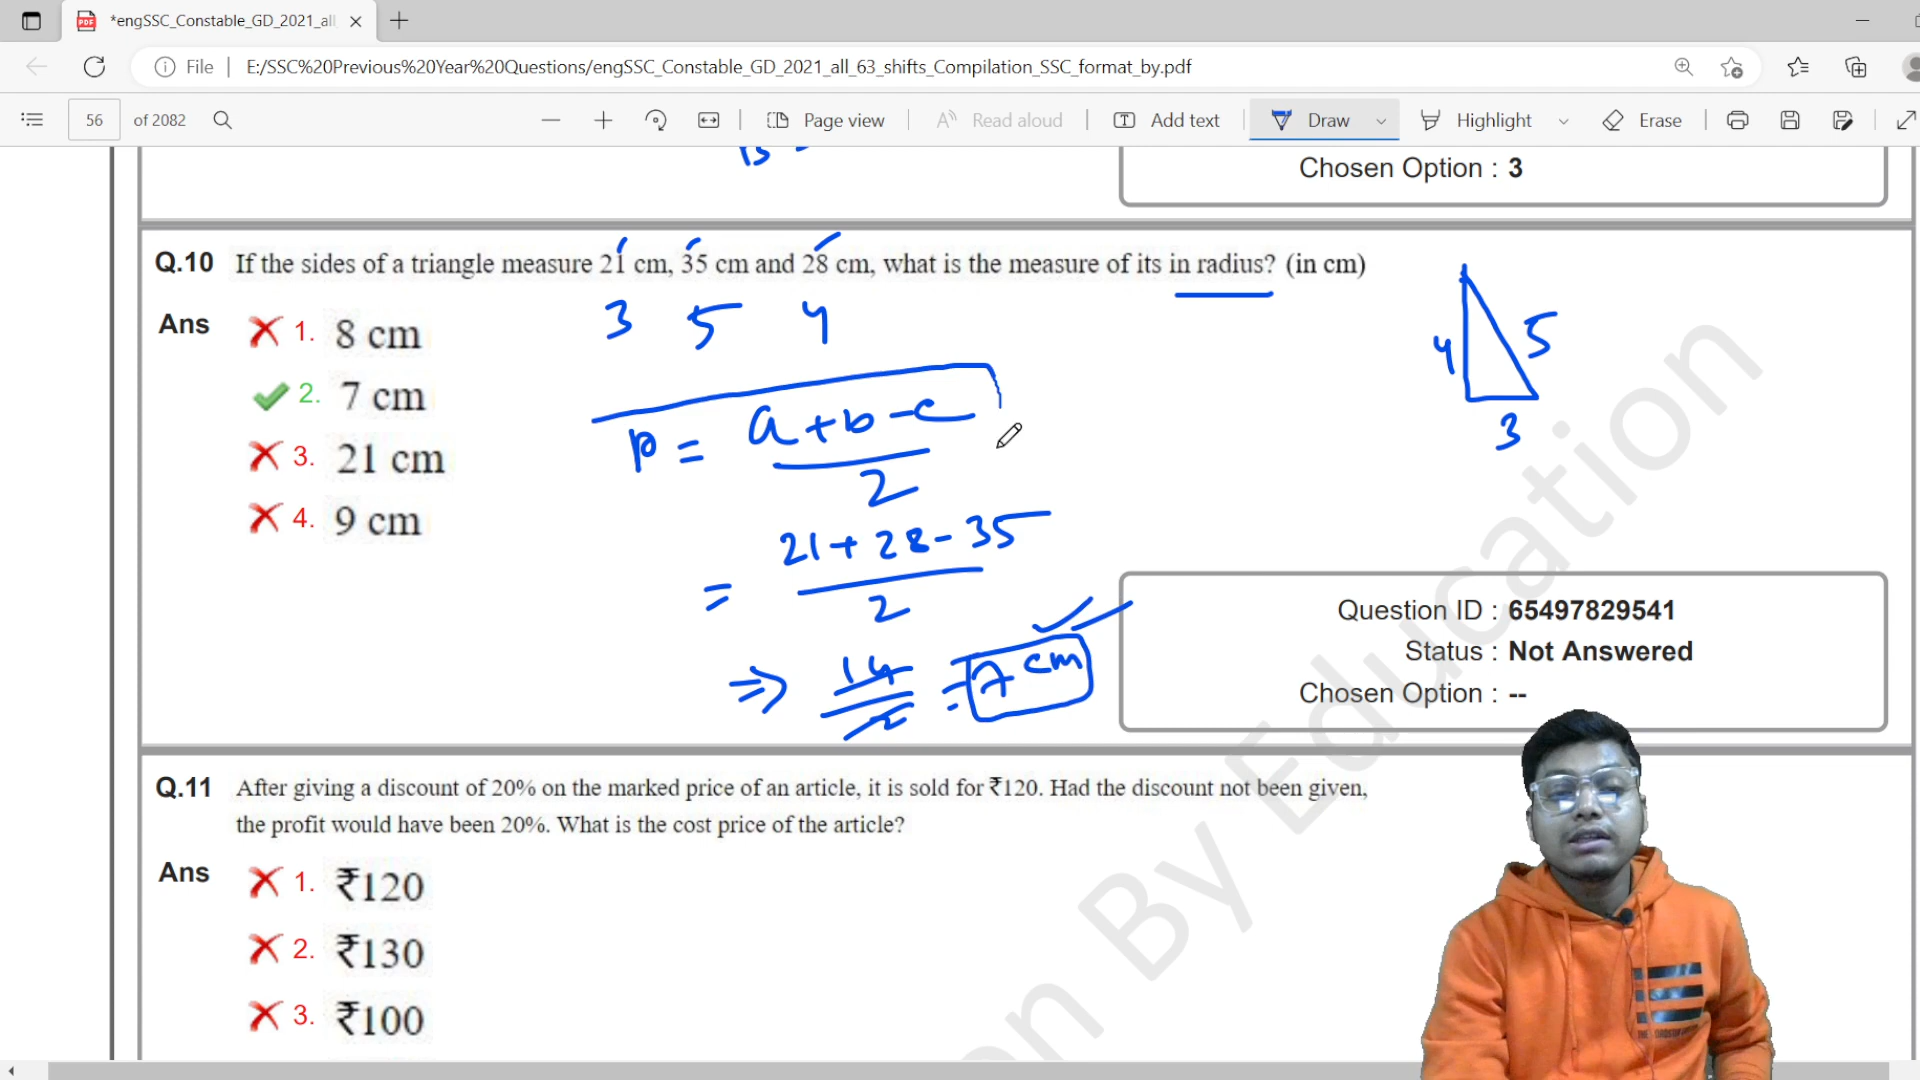 *engSSC_Constable_GD_2021_all
File
E:/SSC%20Previous%20Year%20Questions/engSSC_Constable_GD_2021_all_63_shifts_Compilation_SSC_format_by.pdf
56 of 2082
Page view
Read aloud
Add text
Draw
Highlight
Erase
Chosen Option : 3
Q.10 If the sides of a triangle measure 21 cm, 35 cm and 28 cm, what is the measure of its in radius? (in cm)
3 5 4
Ans
1. 8 cm
2. 7 cm
3. 21 cm
4. 9 cm
4 5
3
p = a+b-c
2
= 21+28-35
2
⇒ 14
2
= 7 cm
Question ID : 65497829541
Status : Not Answered
Chosen Option : --
Q.11 After giving a discount of 20% on the marked price of an article, it is sold for ₹120. Had the discount not been given,
the profit would have been 20%. What is the cost price of the article?
Ans
1. ₹120
2. ₹130
3. ₹100
on By Education